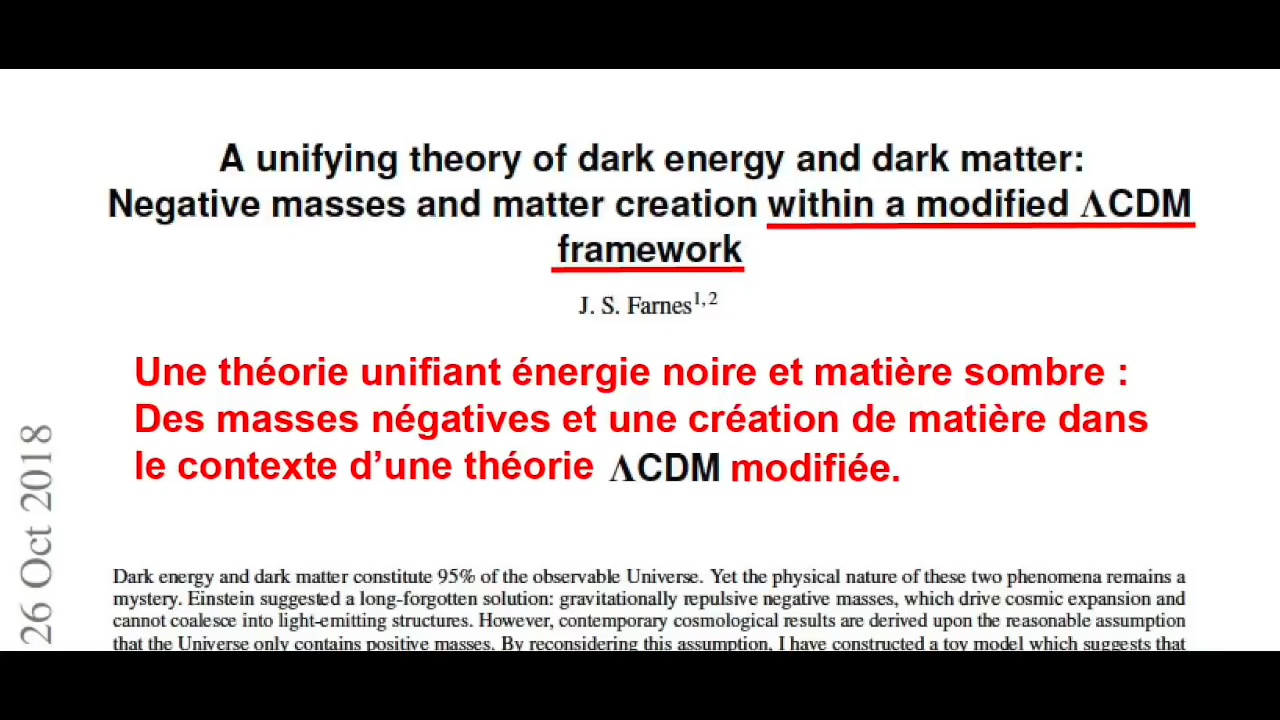 A unifying theory of dark energy and dark matter:
Negative masses and matter creation within a modified ΛCDM
framework
J. S. Farnes1,2
Une théorie unifiant énergie noire et matière sombre :
Des masses négatives et une création de matière dans
le contexte d’une théorie ΛCDM modifiée.
26 Oct 2018
Dark energy and dark matter constitute 95% of the observable Universe. Yet the physical nature of these two phenomena remains a
mystery. Einstein suggested a long-forgotten solution: gravitationally repulsive negative masses, which drive cosmic expansion and
cannot coalesce into light-emitting structures. However, contemporary cosmological results are derived upon the reasonable assumption
that the Universe only contains positive masses. By reconsidering this assumption, I have constructed a toy model which suggests that